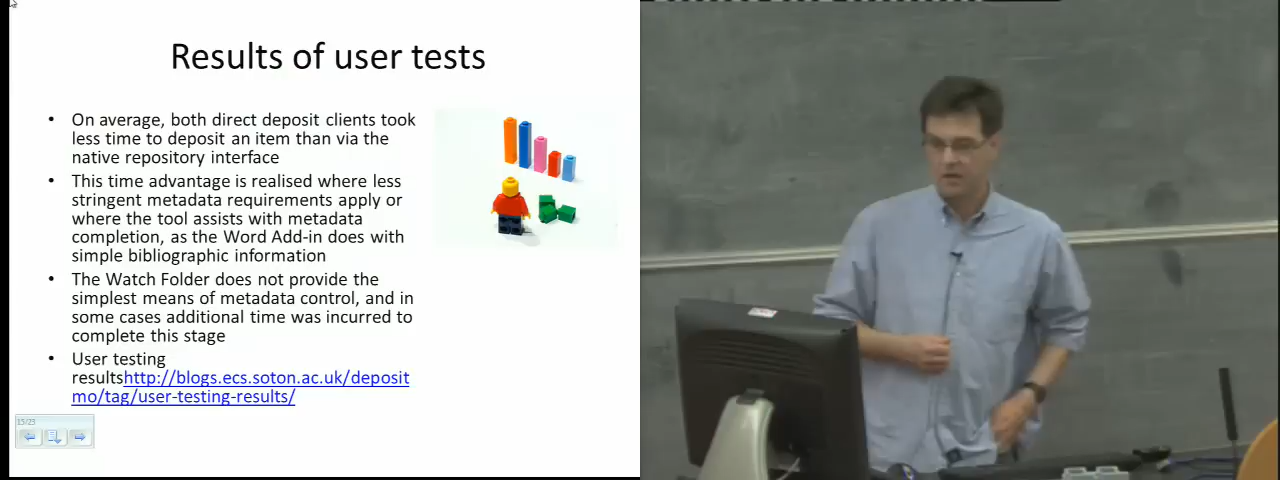 Results of user tests
• On average, both direct deposit clients took
less time to deposit an item than via the
native repository interface
• This time advantage is realised where less
stringent metadata requirements apply or
where the tool assists with metadata
completion, as the Word Add-in does with
simple bibliographic information
• The Watch Folder does not provide the
simplest means of metadata control, and in
some cases additional time was incurred to
complete this stage
• User testing
resultshttp://blogs.ecs.soton.ac.uk/deposit
mo/tag/user-testing-results/
15/23